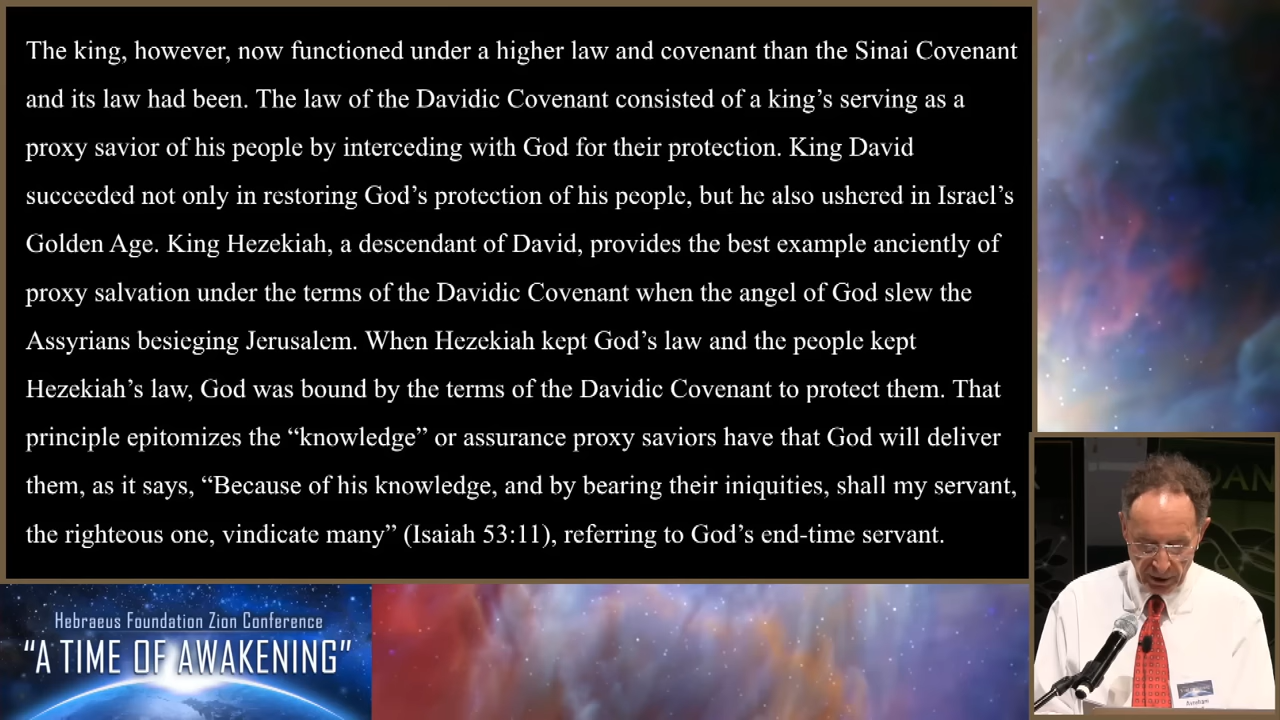 The king, however, now functioned under a higher law and covenant than the Sinai Covenant
and its law had been. The law of the Davidic Covenant consisted of a king’s serving as a
proxy savior of his people by interceding with God for their protection. King David
succeeded not only in restoring God’s protection of his people, but he also ushered in Israel’s
Golden Age. King Hezekiah, a descendant of David, provides the best example anciently of
proxy salvation under the terms of the Davidic Covenant when the angel of God slew the
Assyrians besieging Jerusalem. When Hezekiah kept God’s law and the people kept
Hezekiah’s law, God was bound by the terms of the Davidic Covenant to protect them. That
principle epitomizes the “knowledge” or assurance proxy saviors have that God will deliver
them, as it says, “Because of his knowledge, and by bearing their iniquities, shall my servant,
the righteous one, vindicate many” (Isaiah 53:11), referring to God’s end-time servant.
Hebraeus Foundation Zion Conference
“A TIME OF AWAKENING”
Avraham